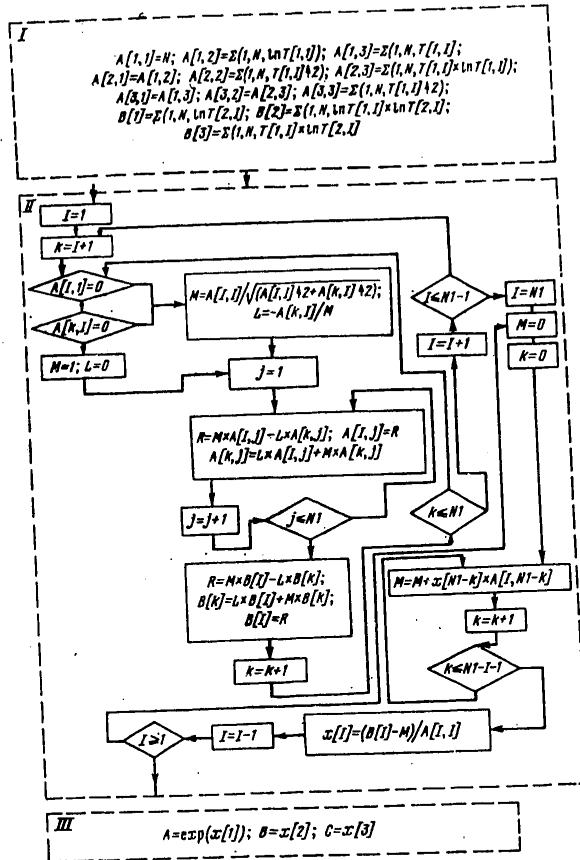 I
A[1,1]=N; A[1,2]=Σ(1,N,lnT[1,I]); A[1,3]=Σ(1,N,T[1,I];
A[2,1]=A[1,2]; A[2,2]=Σ(1,N,T[1,I]↓2); A[2,3]=Σ(1,N,T[1,I]×lnT[1,I]);
A[3,1]=A[1,3]; A[3,2]=A[2,3]; A[3,3]=Σ(1,N,T[1,I]↓2);
B[1]=Σ(1,N,lnT[2,I]; B[2]=Σ(1,N,lnT[1,I]×lnT[2,I];
B[3]=Σ(1,N,T[1,I]×lnT[2,I]
II
I=1
k=I+1
A[I,1]=0
A[k,I]=0
M=1; L=0
M=A[I,I]/√(A[I,I]↓2+A[k,I]↓2);
L=-A[k,I]/M
j=1
R=M×A[I,j]-L×A[k,j]; A[I,j]=R
A[k,j]=L×A[I,j]+M×A[k,j]
j=j+1
j≤N1
R=M×B[I]-L×B[k];
B[k]=L×B[I]+M×B[k];
B[I]=R
k=k+1
k≤N1
I=I+1
I≤N1-1
I=N1
M=0
k=0
M=M+x[N1-k]×A[I,N1-k]
k=k+1
k≤N1-I-1
x[I]=(B[I]-M)/A[I,I]
I=I-1
I≥1
III
A=exp(x[1]); B=x[2]; C=x[3]